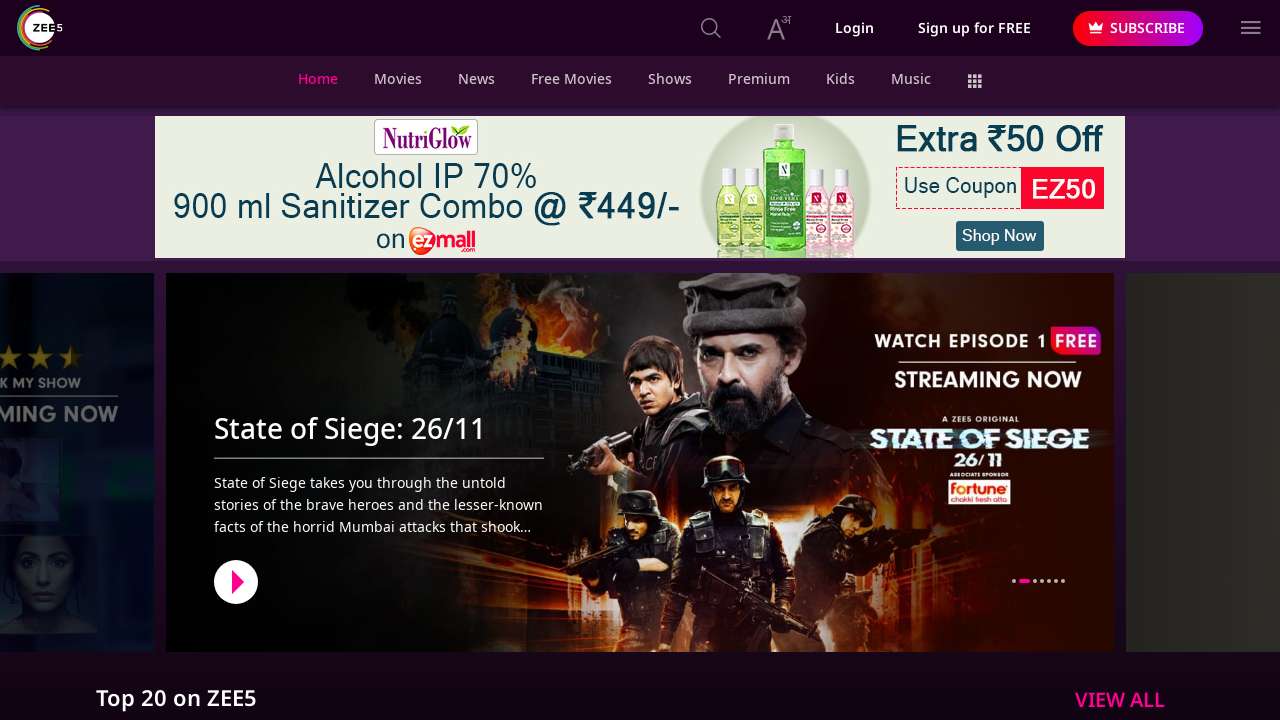 ZEE5
Aअ
Login
Sign up for FREE
SUBSCRIBE
Home
Movies
News
Free Movies
Shows
Premium
Kids
Music
NutriGlow
Alcohol IP 70%
900 ml Sanitizer Combo @ ₹449/-
on ezmall.com
Extra ₹50 Off
Use Coupon EZ50
Shop Now
K MY SHOW
MING NOW
State of Siege: 26/11
State of Siege takes you through the untold
stories of the brave heroes and the lesser-known
facts of the horrid Mumbai attacks that shook...
WATCH EPISODE 1 FREE
STREAMING NOW
A ZEE5 ORIGINAL
STATE OF SIEGE
26/11
ASSOCIATE SPONSOR
fortune
chakki fresh atta
Top 20 on ZEE5
VIEW ALL